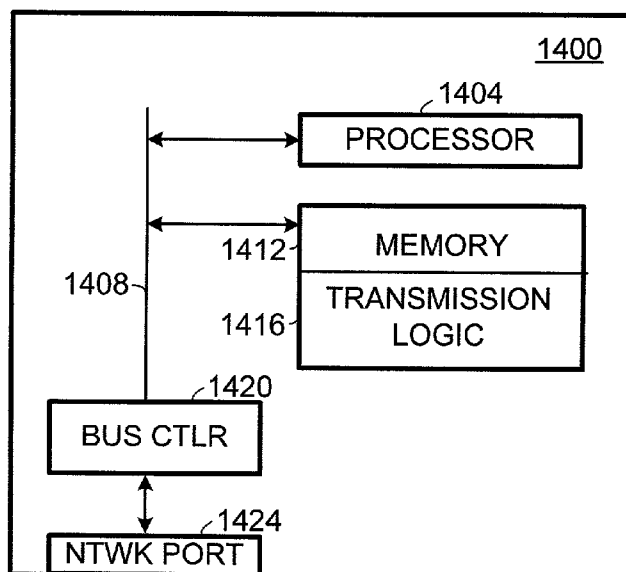 1400
1404
PROCESSOR
1412
MEMORY
1408
1416
TRANSMISSION
LOGIC
1420
BUS CTLR
1424
NTWK PORT